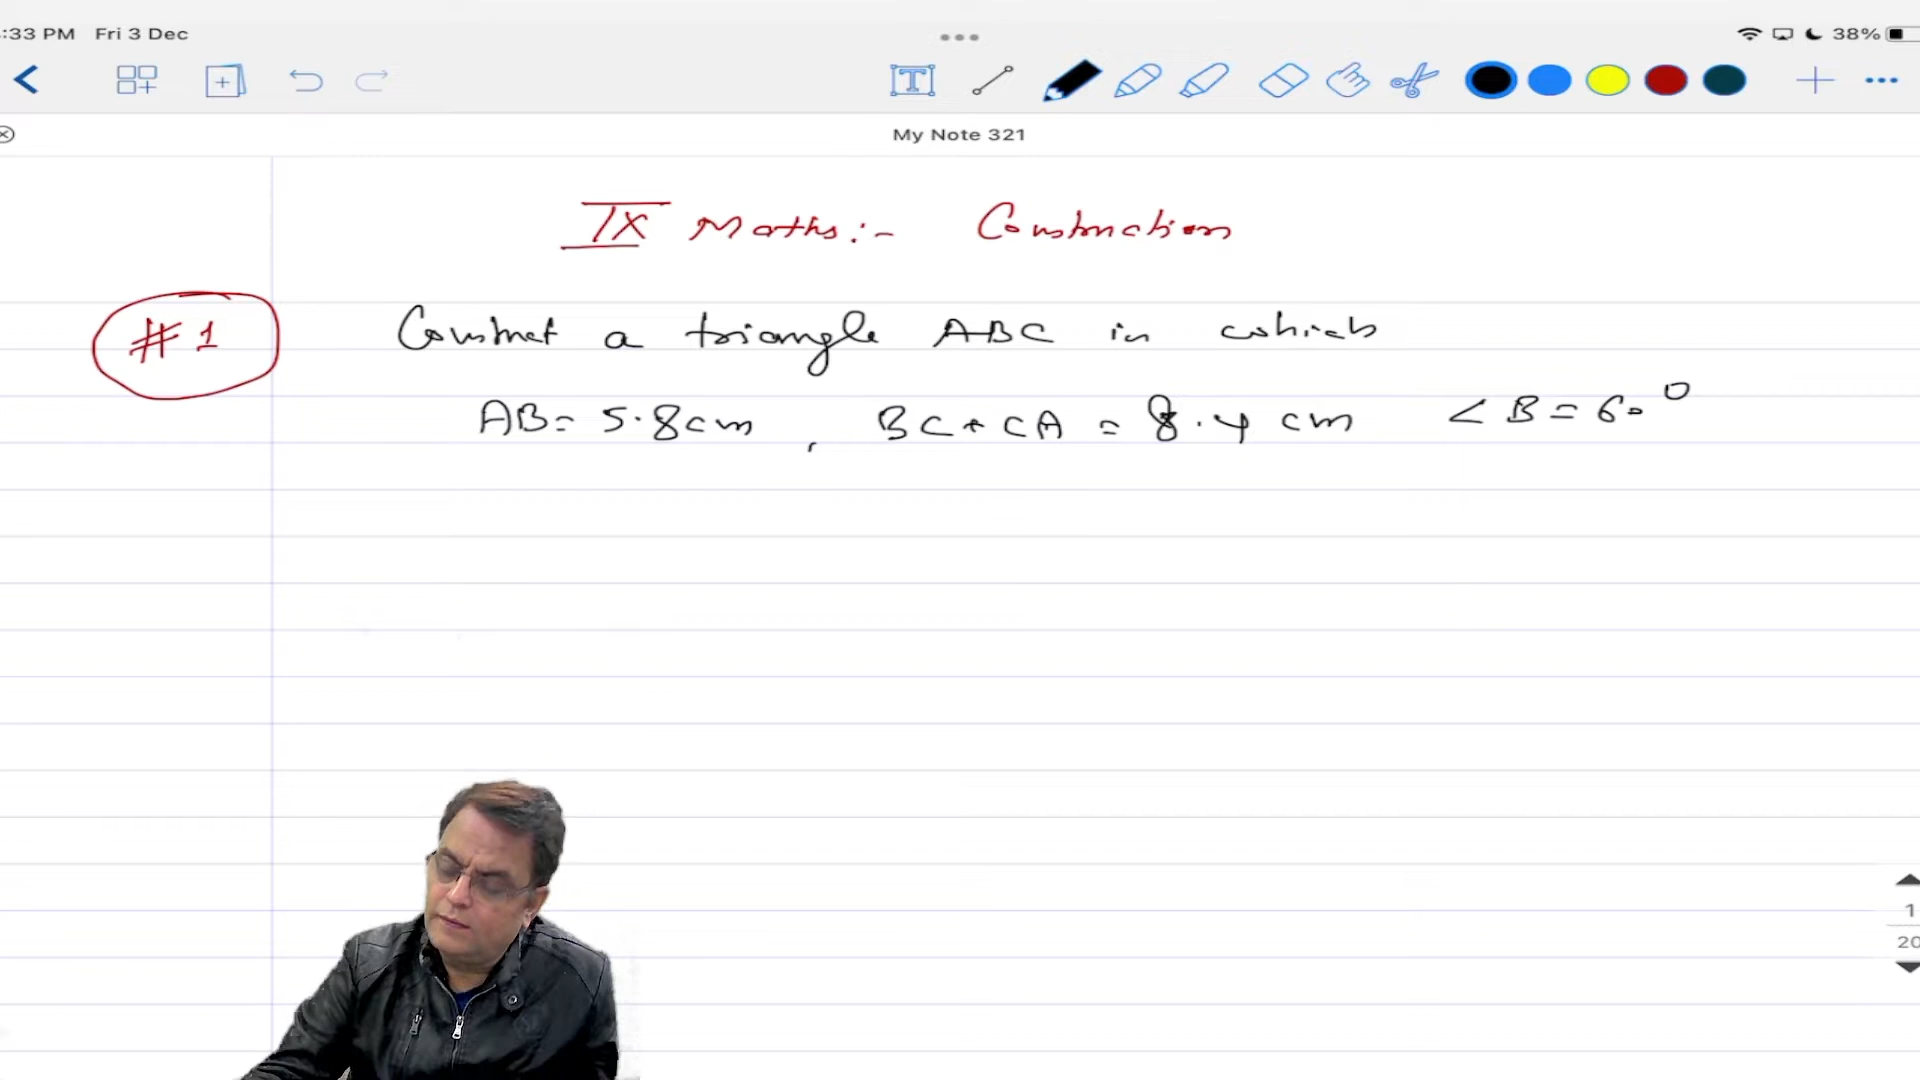 :33 PM Fri 3 Dec
38%
My Note 321
IX Maths:- Construction
#1 Construct a triangle ABC in which
AB= 5.8cm , BC+CA = 8.4 cm ∠B=60°
1
20